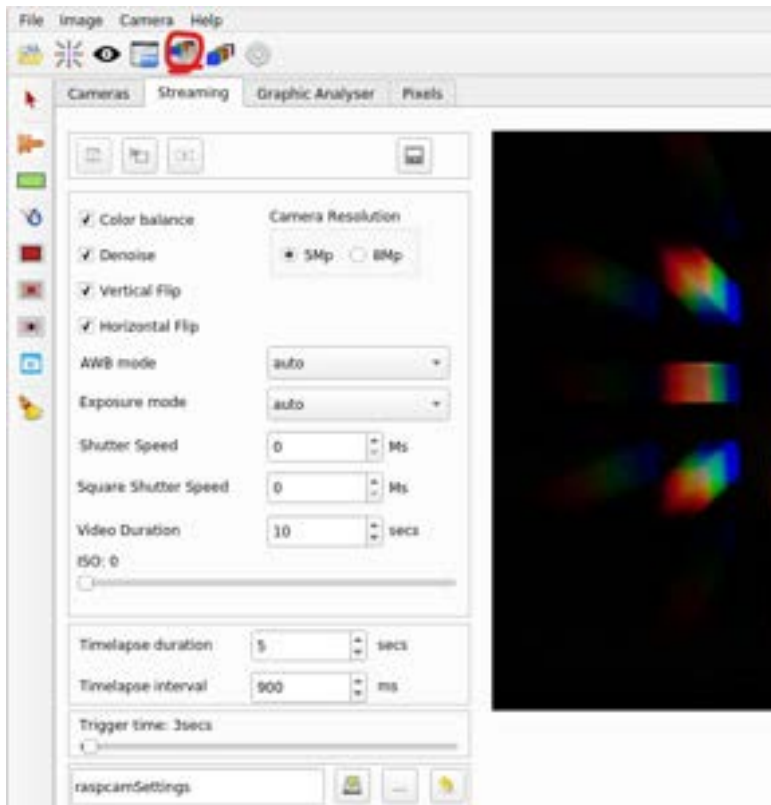 File Image Camera Help
Cameras Streaming Graphic Analyser Pixels
Color balance Camera Resolution
Denoise 5Mp 8Mp
Vertical Flip
Horizontal Flip
AWB mode auto
Exposure mode auto
Shutter Speed 0 Ms
Square Shutter Speed 0 Ms
Video Duration 10 secs
ISO: 0
Timelapse duration 5 secs
Timelapse interval 900 ms
Trigger time: 3secs
raspcamSettings ...